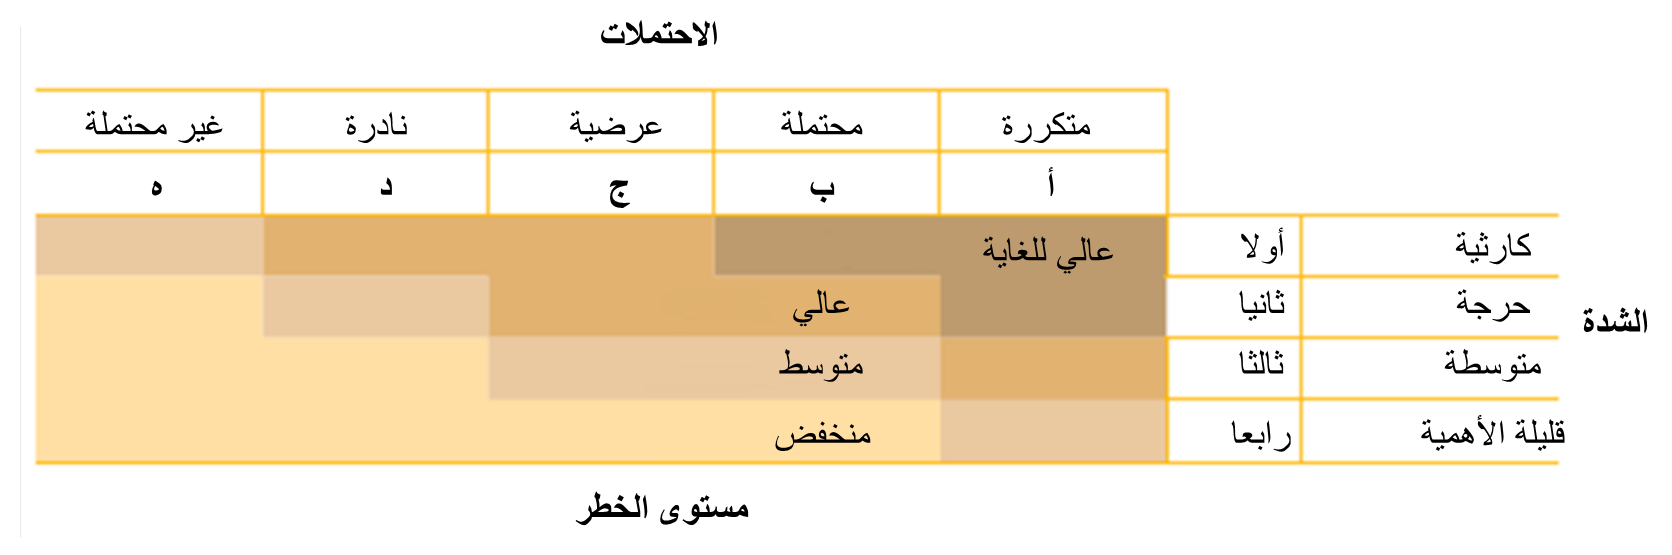 الاحتملات
متكررة محتملة عرضية نادرة غير محتملة
أ ب ج د ه
كارثية أولا عالي للغاية
حرجة ثانيا عالي
الشدة
متوسطة ثالثا متوسط
قليلة الأهمية رابعا منخفض
مستوى الخطر